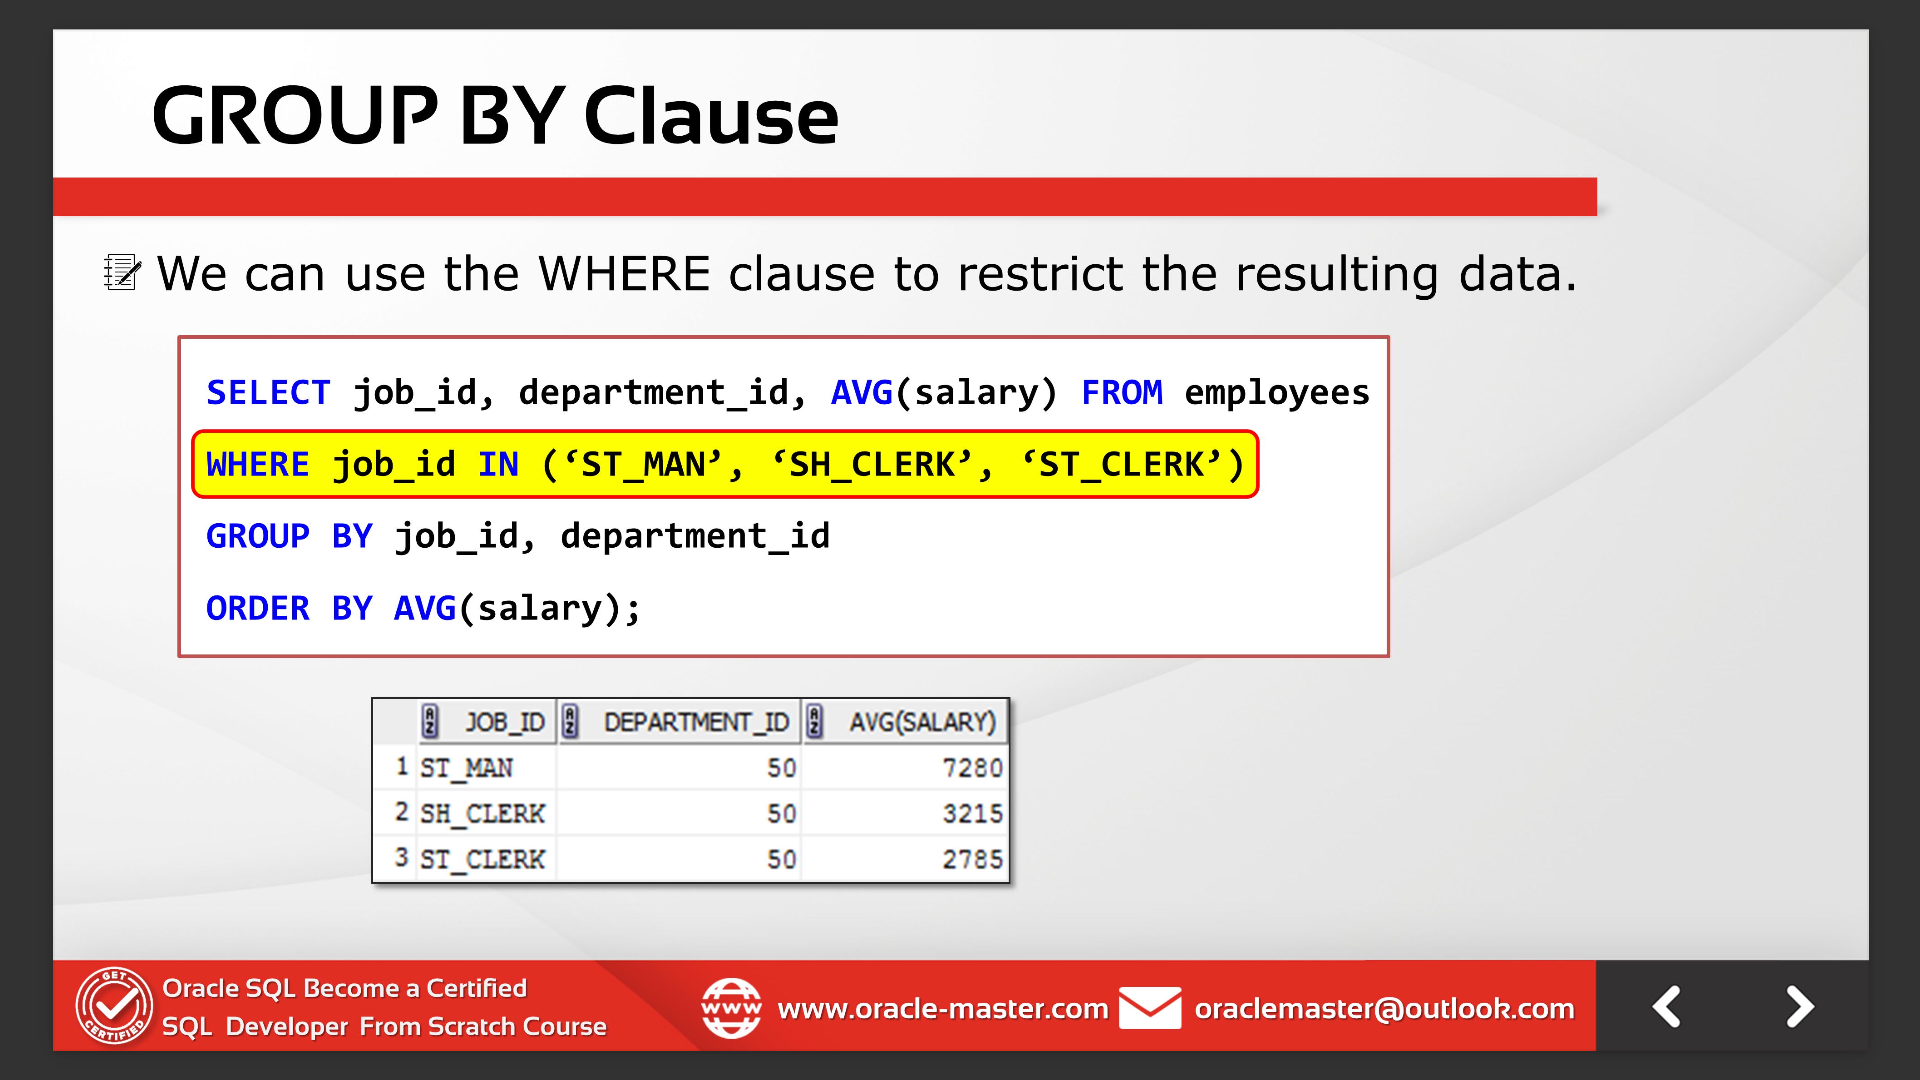 GROUP BY Clause
We can use the WHERE clause to restrict the resulting data.
SELECT job_id, department_id, AVG(salary) FROM employees
WHERE job_id IN (‘ST_MAN’, ‘SH_CLERK’, ‘ST_CLERK’)
GROUP BY job_id, department_id
ORDER BY AVG(salary);
JOB_ID DEPARTMENT_ID AVG(SALARY)
1 ST_MAN 50 7280
2 SH_CLERK 50 3215
3 ST_CLERK 50 2785
GET CERTIFIED
Oracle SQL Become a Certified
SQL Developer From Scratch Course
www
www.oracle-master.com
oraclemaster@outlook.com